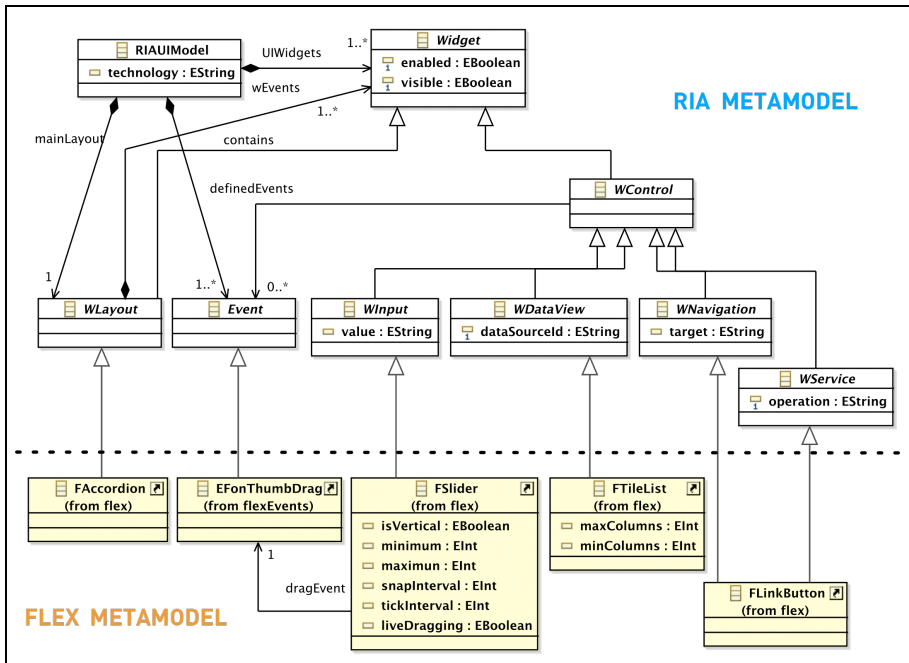 RIAUIModel
technology : EString
UIWidgets
1..*
Widget
enabled : EBoolean
visible : EBoolean
wEvents
1..*
RIA METAMODEL
mainLayout
contains
definedEvents
WControl
1
1..*
0..*
WLayout
Event
WInput
value : EString
WDataView
dataSourceId : EString
WNavigation
target : EString
WService
operation : EString
FAccordion
(from flex)
EFonThumbDrag
(from flexEvents)
FSlider
(from flex)
isVertical : EBoolean
minimum : EInt
maximun : EInt
snapInterval : EInt
tickInterval : EInt
liveDragging : EBoolean
FTileList
(from flex)
maxColumns : EInt
minColumns : EInt
1
dragEvent
FLinkButton
(from flex)
FLEX METAMODEL